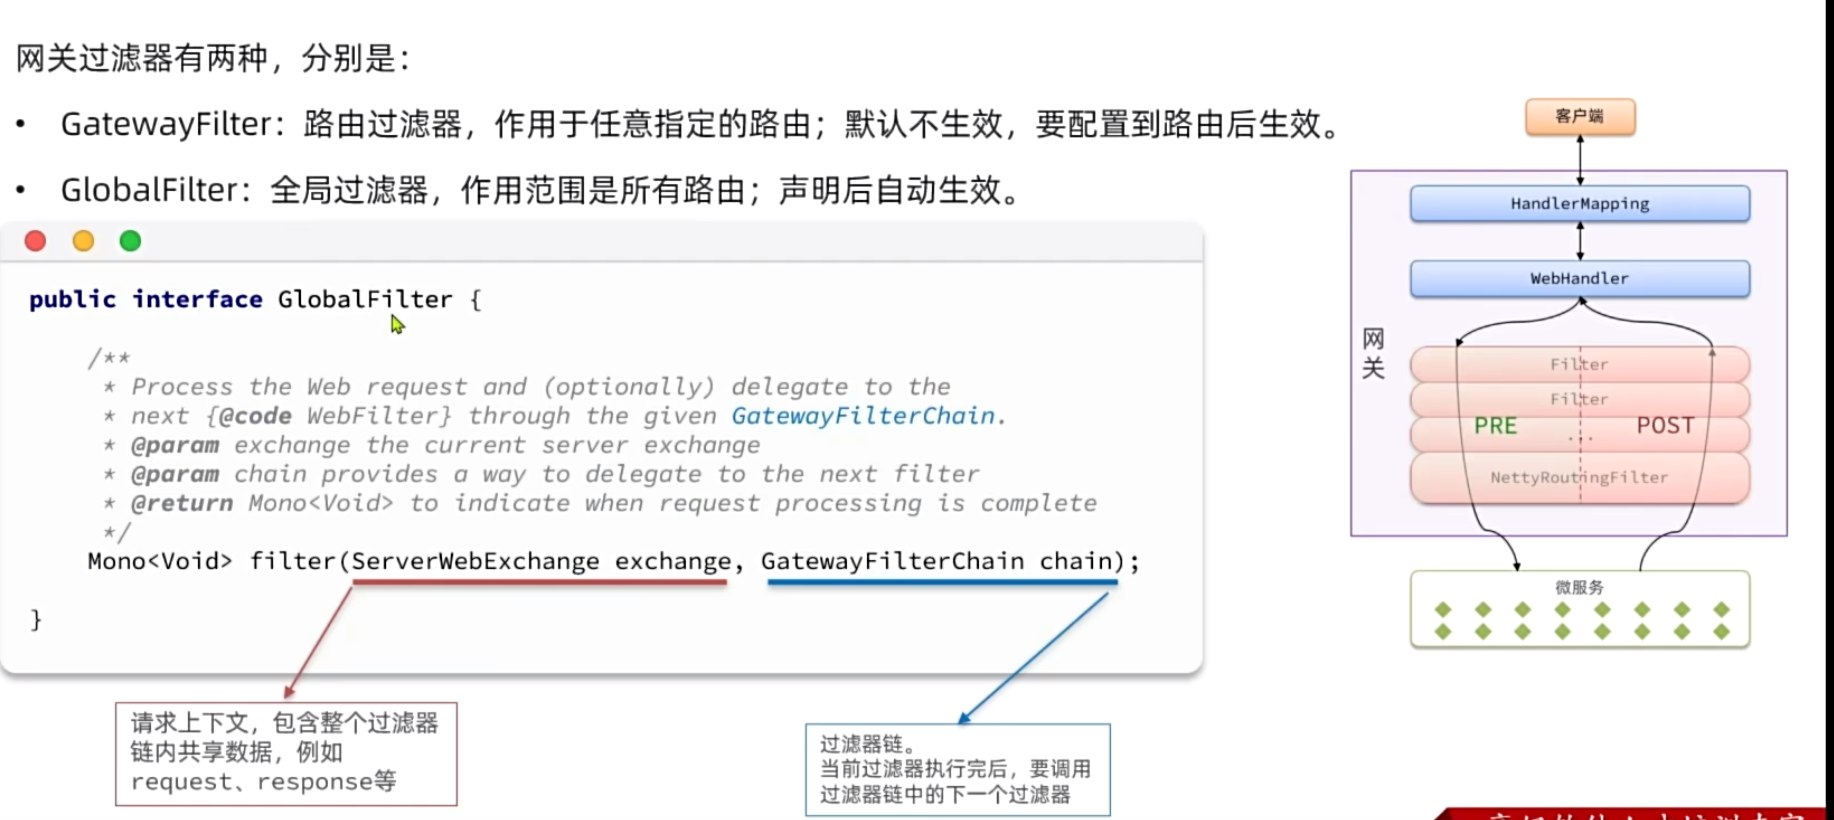 网关过滤器有两种，分别是：
• GatewayFilter：路由过滤器，作用于任意指定的路由；默认不生效，要配置到路由后生效。
• GlobalFilter：全局过滤器，作用范围是所有路由；声明后自动生效。
public interface GlobalFilter {
/**
* Process the Web request and (optionally) delegate to the
* next {@code WebFilter} through the given GatewayFilterChain.
* @param exchange the current server exchange
* @param chain provides a way to delegate to the next filter
* @return Mono<Void> to indicate when request processing is complete
*/
Mono<Void> filter(ServerWebExchange exchange, GatewayFilterChain chain);
}
请求上下文，包含整个过滤器
链内共享数据，例如
request、response等
过滤器链。
当前过滤器执行完后，要调用
过滤器链中的下一个过滤器
客户端
HandlerMapping
WebHandler
网关
Filter
Filter
PRE
...
POST
NettyRoutingFilter
微服务